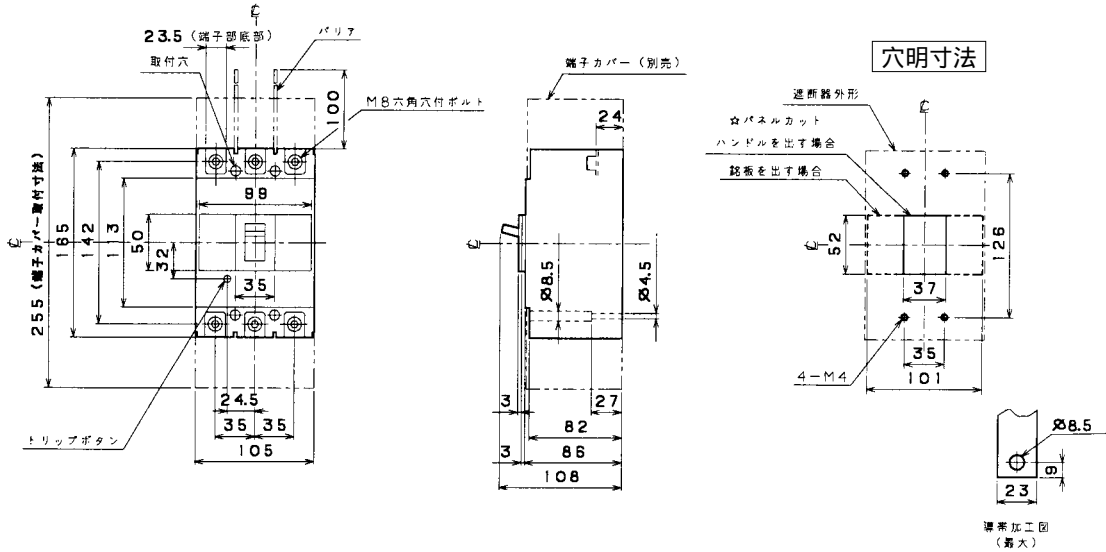 ℄
23.5 (端子部底部)
バリア
取付穴
M8六角穴付ボルト
100
255 (端子カバー取付寸法)
165
142
113
50
32
99
35
℄
24.5
35
35
105
トリップボタン
端子カバー (別売)
24
Ø8.5
Ø4.5
3
27
82
3
86
108
穴明寸法
遮断器外形
℄
☆パネルカット
ハンドルを出す場合
銘板を出す場合
℄
52
126
37
35
4-M4
101
Ø8.5
9
23
導帯加工図
(最大)